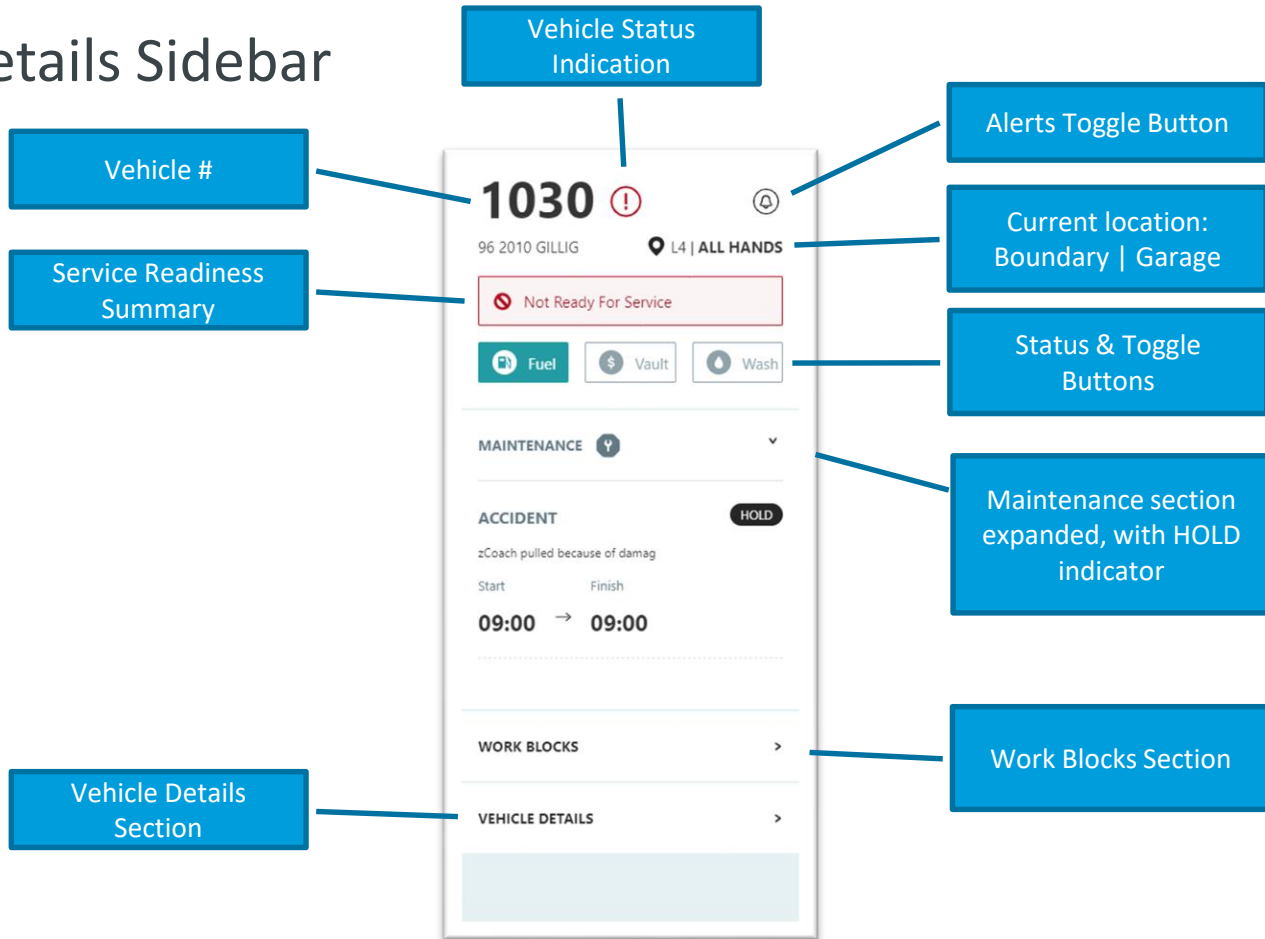 etails Sidebar
Vehicle Status
Indication
Alerts Toggle Button
Vehicle #
Current location:
Boundary | Garage
Service Readiness
Summary
Status & Toggle
Buttons
Maintenance section
expanded, with HOLD
indicator
Work Blocks Section
Vehicle Details
Section
1030
96 2010 GILLIG
L4 | ALL HANDS
Not Ready For Service
Fuel
$ Vault
Wash
MAINTENANCE
ACCIDENT
HOLD
zCoach pulled because of damag
Start Finish
09:00 → 09:00
WORK BLOCKS >
VEHICLE DETAILS >